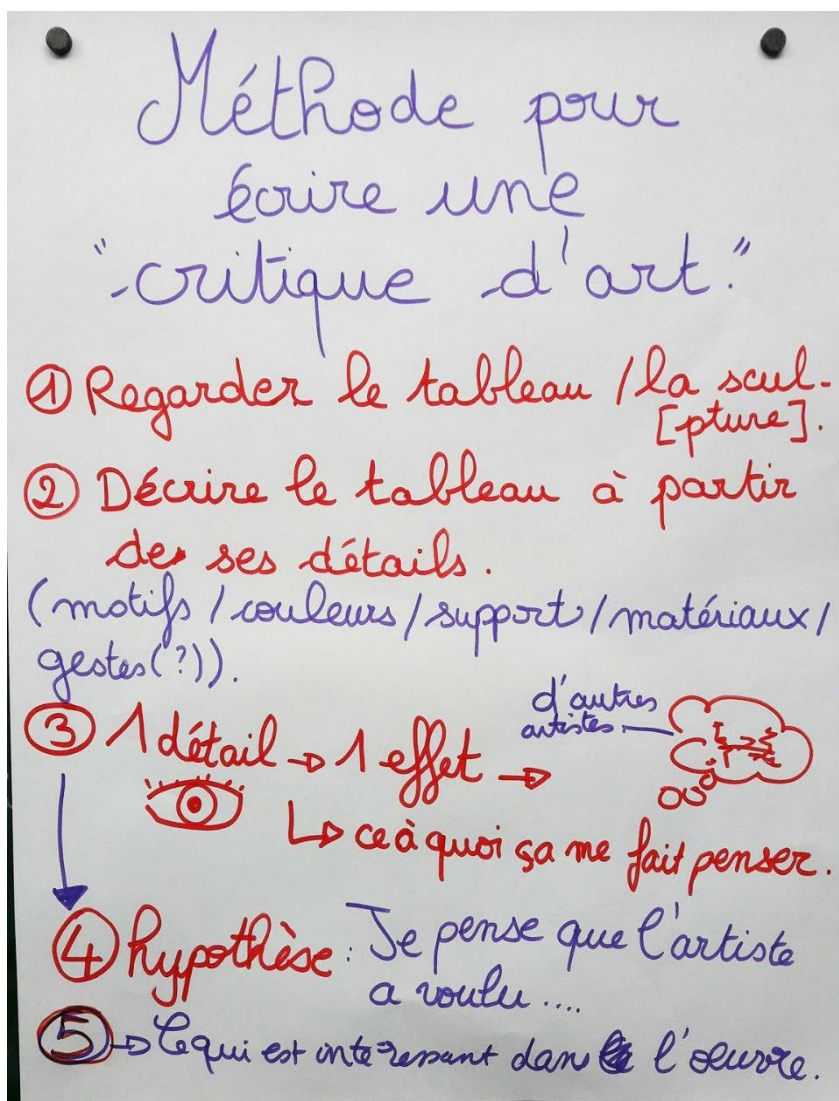 Méthode pour
écrire une
"critique d'art."
① Regarder le tableau / la scul-
[pture].
② Décrire le tableau à partir
de ses détails.
(motifs / couleurs / support / matériaux /
gestes (?)).
③ 1 détail → 1 effet →
d'autres
artistes
↳ ce à quoi ça me fait penser.
④ hypothèse : Je pense que l'artiste
a voulu ....
⑤ → Ce qui est intéressant dans l'oeuvre.